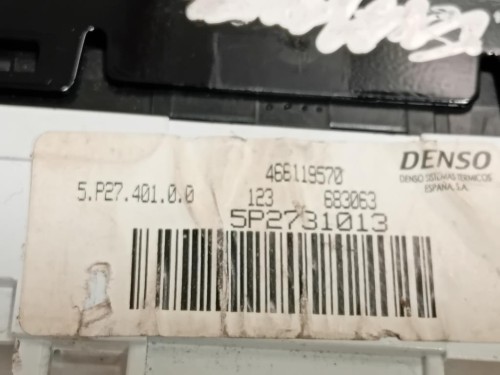 466119570
DENSO
DENSO SISTEMAS TERMICOS
ESPAÑA, S.A.
5.P27.401.0.0
123 683063
5P2731013